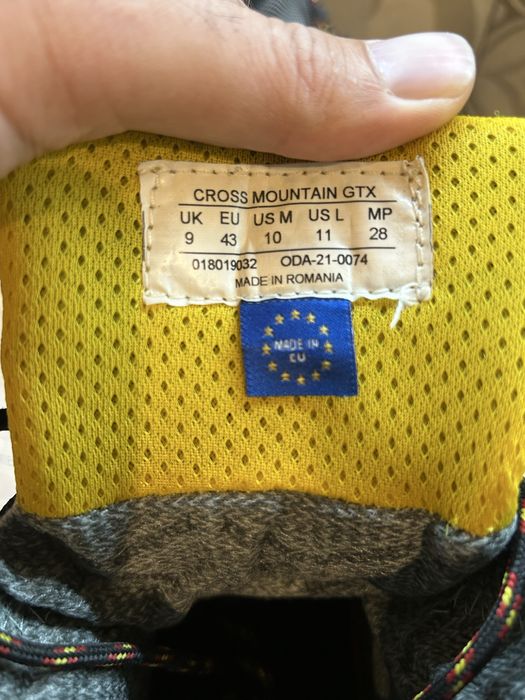 CROSS MOUNTAIN GTX
UK EU US M US L MP
9 43 10 11 28
018019032 ODA-21-0074
MADE IN ROMANIA
MADE IN
EU